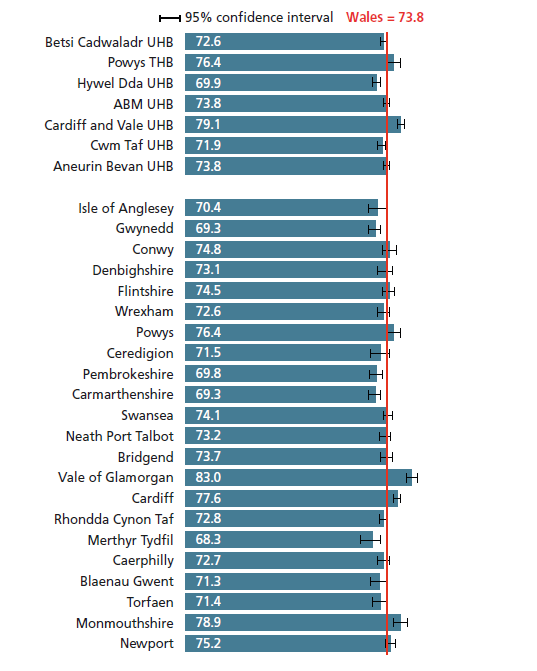 95% confidence interval Wales = 73.8
Betsi Cadwaladr UHB 72.6
Powys THB 76.4
Hywel Dda UHB 69.9
ABM UHB 73.8
Cardiff and Vale UHB 79.1
Cwm Taf UHB 71.9
Aneurin Bevan UHB 73.8
Isle of Anglesey 70.4
Gwynedd 69.3
Conwy 74.8
Denbighshire 73.1
Flintshire 74.5
Wrexham 72.6
Powys 76.4
Ceredigion 71.5
Pembrokeshire 69.8
Carmarthenshire 69.3
Swansea 74.1
Neath Port Talbot 73.2
Bridgend 73.7
Vale of Glamorgan 83.0
Cardiff 77.6
Rhondda Cynon Taf 72.8
Merthyr Tydfil 68.3
Caerphilly 72.7
Blaenau Gwent 71.3
Torfaen 71.4
Monmouthshire 78.9
Newport 75.2